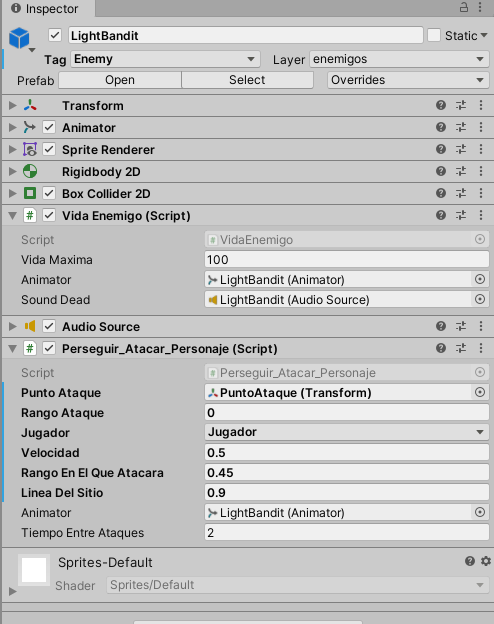 Inspector
LightBandit Static
Tag Enemy Layer enemigos
Prefab Open Select Overrides
Transform
Animator
Sprite Renderer
Rigidbody 2D
Box Collider 2D
# Vida Enemigo (Script)
Script # VidaEnemigo
Vida Maxima 100
Animator LightBandit (Animator)
Sound Dead LightBandit (Audio Source)
Audio Source
# Perseguir_Atacar_Personaje (Script)
Script # Perseguir_Atacar_Personaje
Punto Ataque PuntoAtaque (Transform)
Rango Ataque 0
Jugador Jugador
Velocidad 0.5
Rango En El Que Atacara 0.45
Linea Del Sitio 0.9
Animator LightBandit (Animator)
Tiempo Entre Ataques 2
Sprites-Default
Shader Sprites/Default